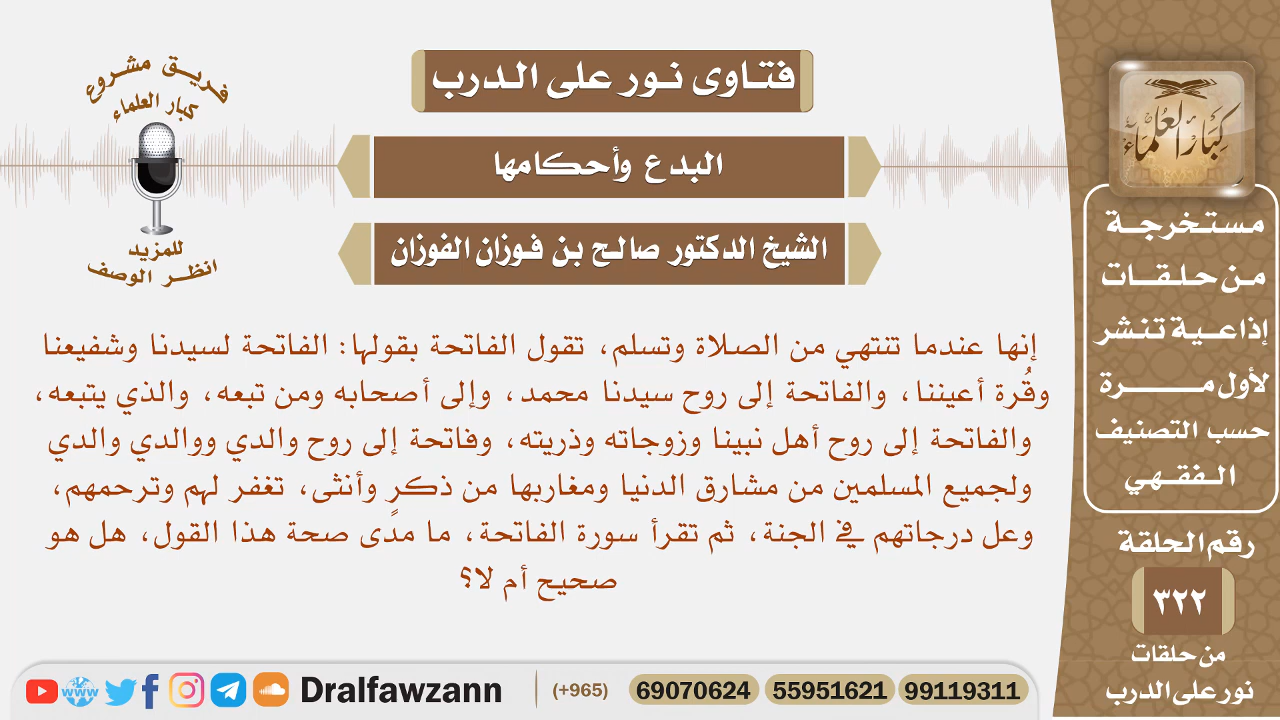 فتاوى نور على الدرب
البدع وأحكامها
الشيخ الدكتور صالح بن فوزان الفوزان
فريق مشروع
كبار العلماء
للمزيد
انظر الوصف
إنها عندما تنتهي من الصلاة وتسلم، تقول الفاتحة بقولها: الفاتحة لسيدنا وشفيعنا
وقُرة أعيننا، والفاتحة إلى روح سيدنا محمد، وإلى أصحابه ومن تبعه، والذي يتبعه،
والفاتحة إلى روح أهل نبينا وزوجاته وذريته، وفاتحة إلى روح والدي ووالدي والدي
ولجميع المسلمين من مشارق الدنيا ومغاربها من ذكرٍ وأنثى، تغفر لهم وترحمهم،
وعل درجاتهم في الجنة، ثم تقرأ سورة الفاتحة، ما مدى صحة هذا القول، هل هو
صحيح أم لا؟
كبار العلماء
مستخرجة
من حلقات
إذاعية تنشر
لأول مرة
حسب التصنيف
الفقهي
رقم الحلقة
٣٢٢
من حلقات
نور على الدرب
www Dralfawzann (+965) 69070624 55951621 99119311